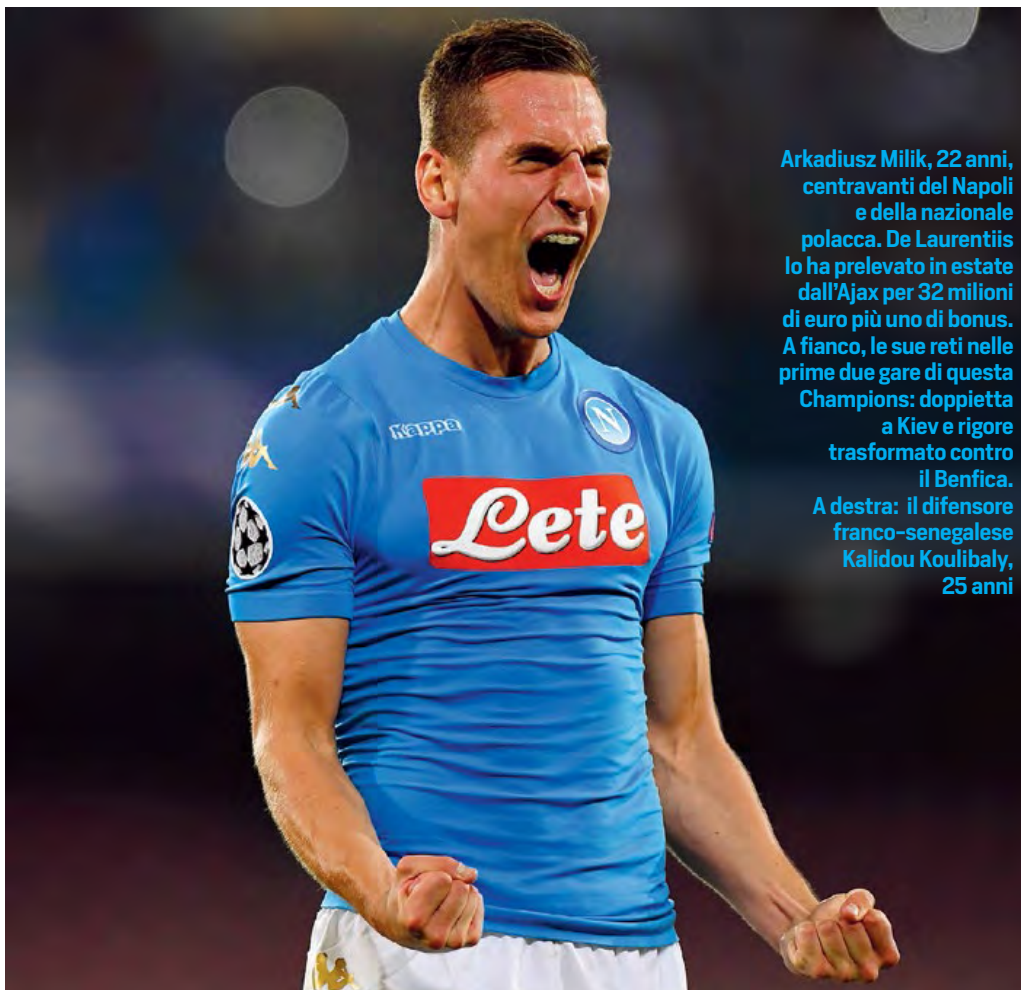 Arkadiusz Milik, 22 anni,
centravanti del Napoli
e della nazionale
polacca. De Laurentiis
lo ha prelevato in estate
dall'Ajax per 32 milioni
di euro più uno di bonus.
A fianco, le sue reti nelle
prime due gare di questa
Champions: doppietta
a Kiev e rigore
trasformato contro
il Benfica.
A destra: il difensore
franco-senegalese
Kalidou Koulibaly,
25 anni
Kappa
N
Lete